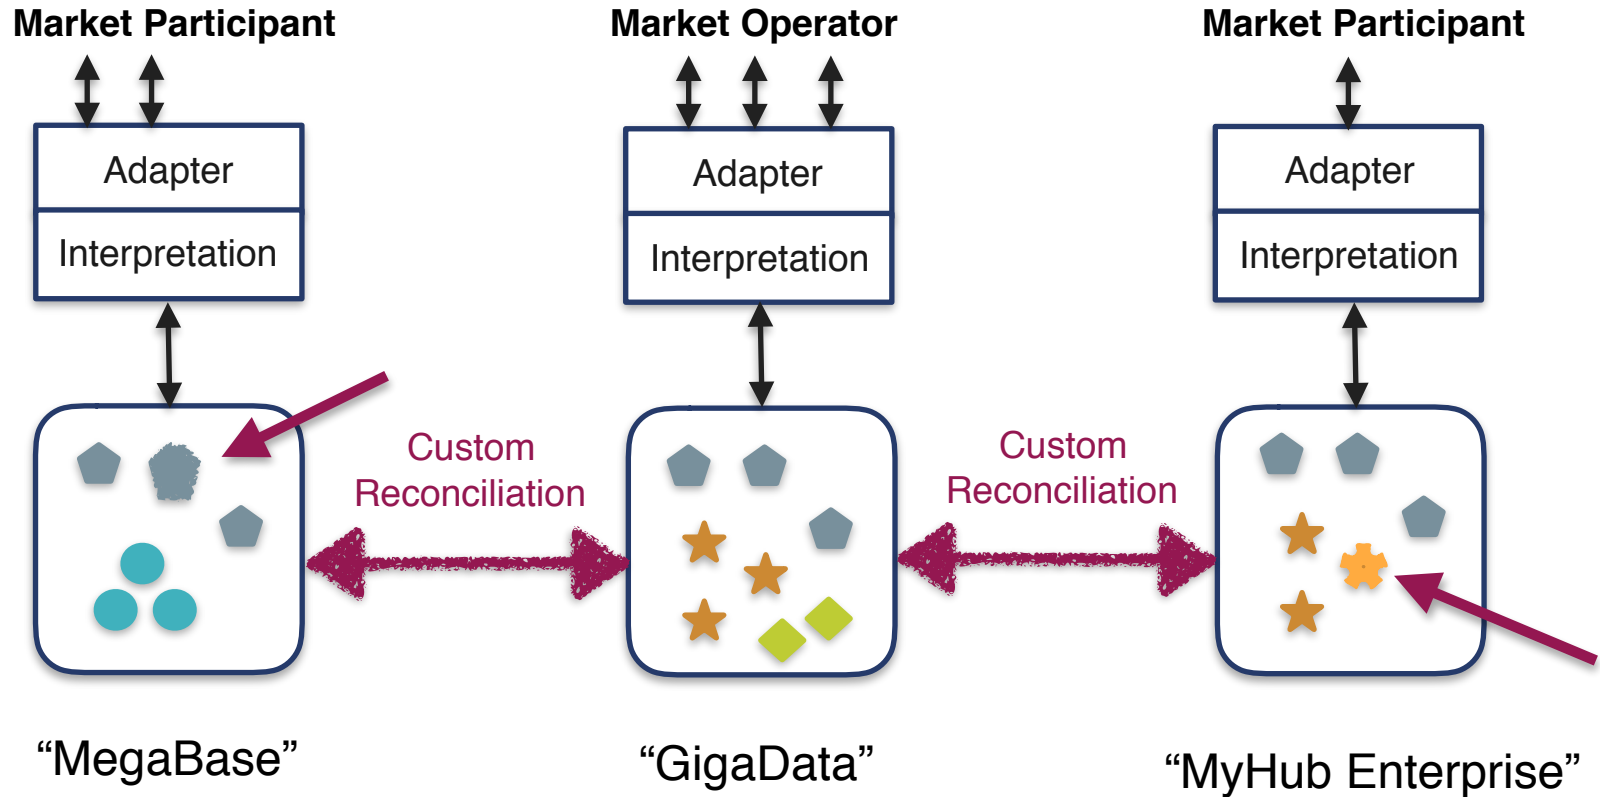 Market Participant
Market Operator
Market Participant
Adapter
Adapter
Adapter
Interpretation
Interpretation
Interpretation
Custom
Reconciliation
Custom
Reconciliation
“MegaBase”
“GigaData”
“MyHub Enterprise”